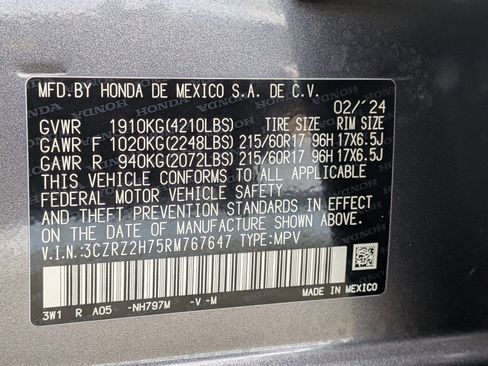 MFD.BY HONDA DE MEXICO S.A. DE C.V.
02/'24
GVWR 1910KG(4210LBS) TIRE SIZE RIM SIZE
GAWR F 1020KG(2248LBS) 215/60R17 96H 17X6.5J
GAWR R 940KG(2072LBS) 215/60R17 96H 17X6.5J
THIS VEHICLE CONFORMS TO ALL APPLICABLE
FEDERAL MOTOR VEHICLE SAFETY
AND THEFT PREVENTION STANDARDS IN EFFECT
ON THE DATE OF MANUFACTURE SHOWN ABOVE.
V.I.N.:3CZRZ2H75RM767647 TYPE:MPV
3W1 R A05 -NH797M -V -M
MADE IN MEXICO